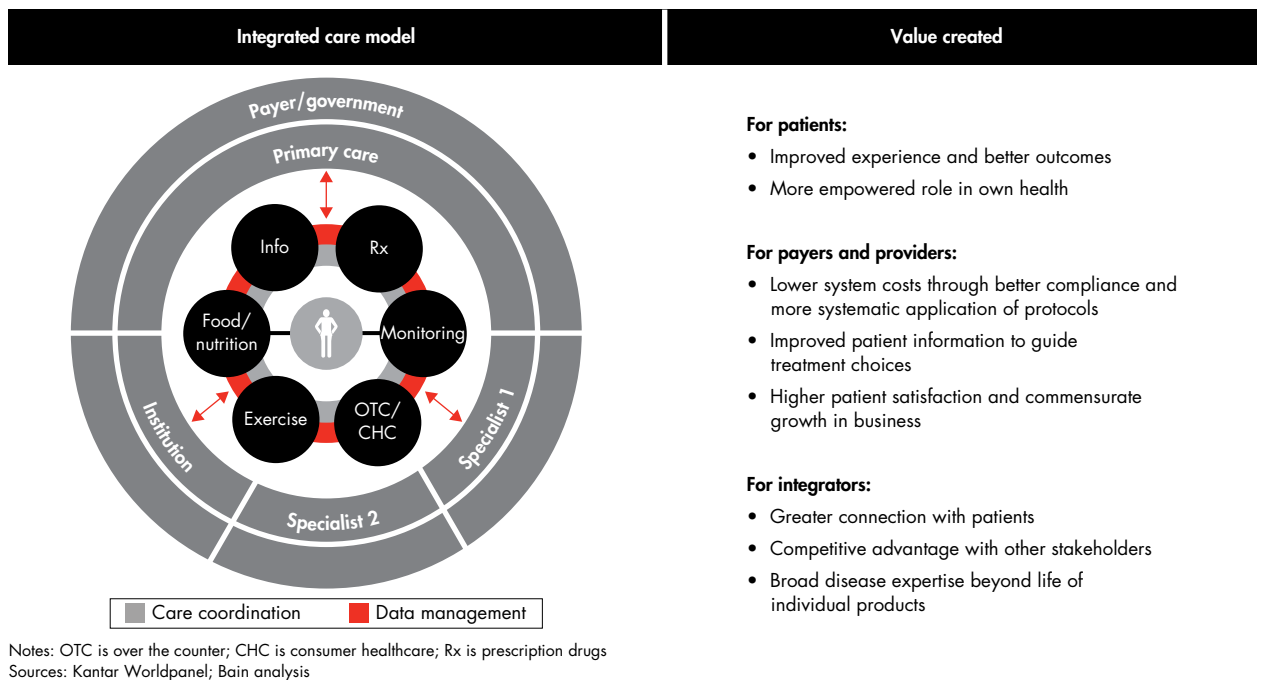 Integrated care model
Value created
Payer/government
Primary care
Info
Rx
Food/
nutrition
Monitoring
Exercise
OTC/
CHC
Institution
Specialist 1
Specialist 2
Care coordination
Data management
For patients:
• Improved experience and better outcomes
• More empowered role in own health
For payers and providers:
• Lower system costs through better compliance and
more systematic application of protocols
• Improved patient information to guide
treatment choices
• Higher patient satisfaction and commensurate
growth in business
For integrators:
• Greater connection with patients
• Competitive advantage with other stakeholders
• Broad disease expertise beyond life of
individual products
Notes: OTC is over the counter; CHC is consumer healthcare; Rx is prescription drugs
Sources: Kantar Worldpanel; Bain analysis